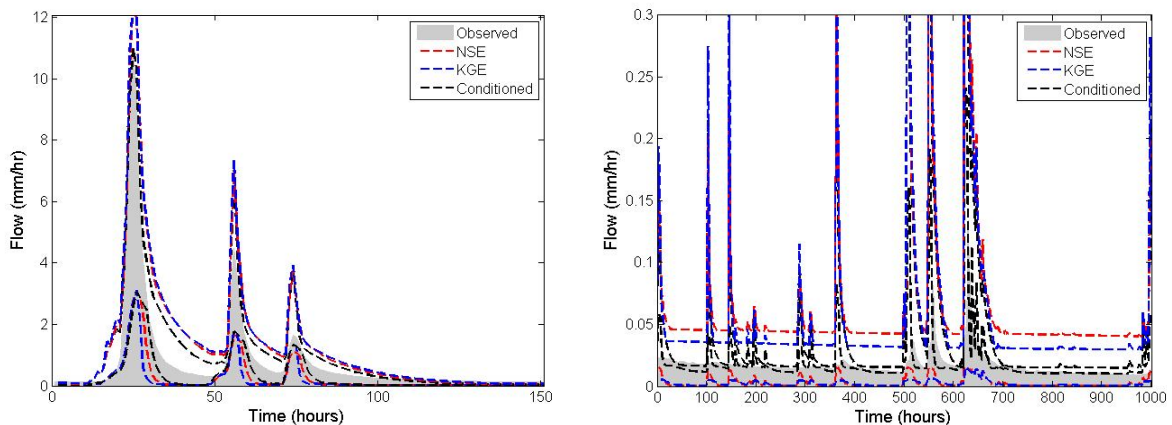 12
10
8
6
4
2
0
Flow (mm/hr)
0
50
100
150
Time (hours)
Observed
NSE
KGE
Conditioned
0.3
0.25
0.2
0.15
0.1
0.05
0
Flow (mm/hr)
0
100
200
300
400
500
600
700
800
900
1000
Time (hours)
Observed
NSE
KGE
Conditioned